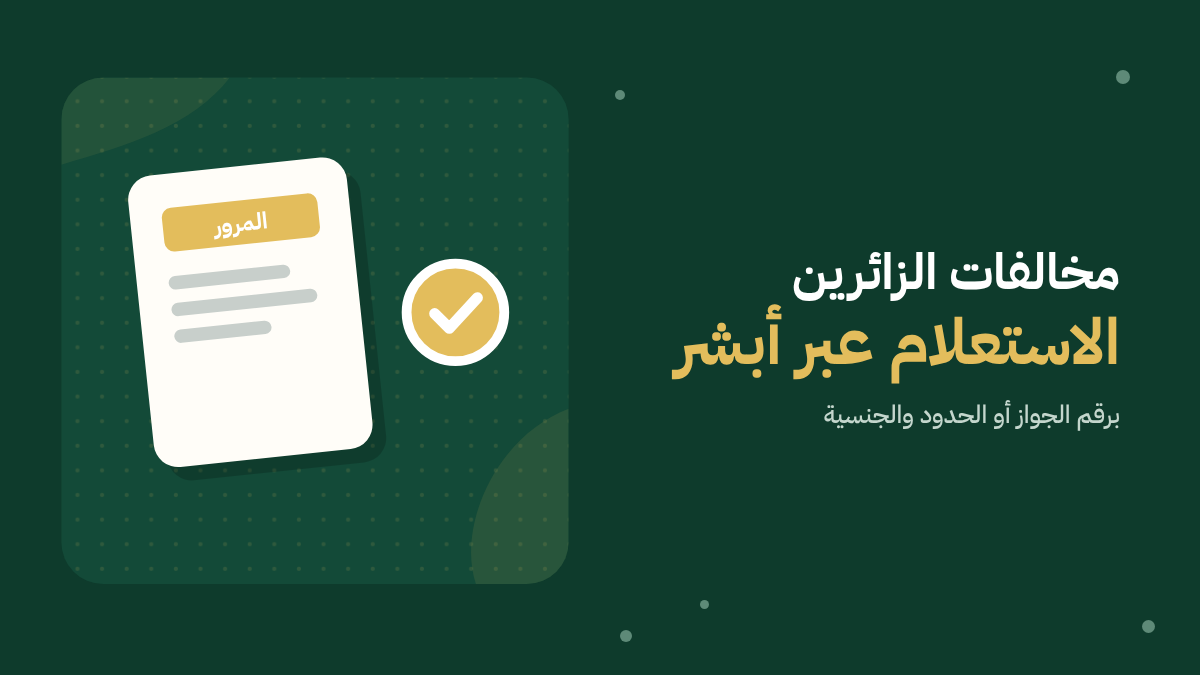 مخالفات الزائرين
الاستعلام عبر أبشر
برقم الجواز أو الحدود والجنسية
المرور